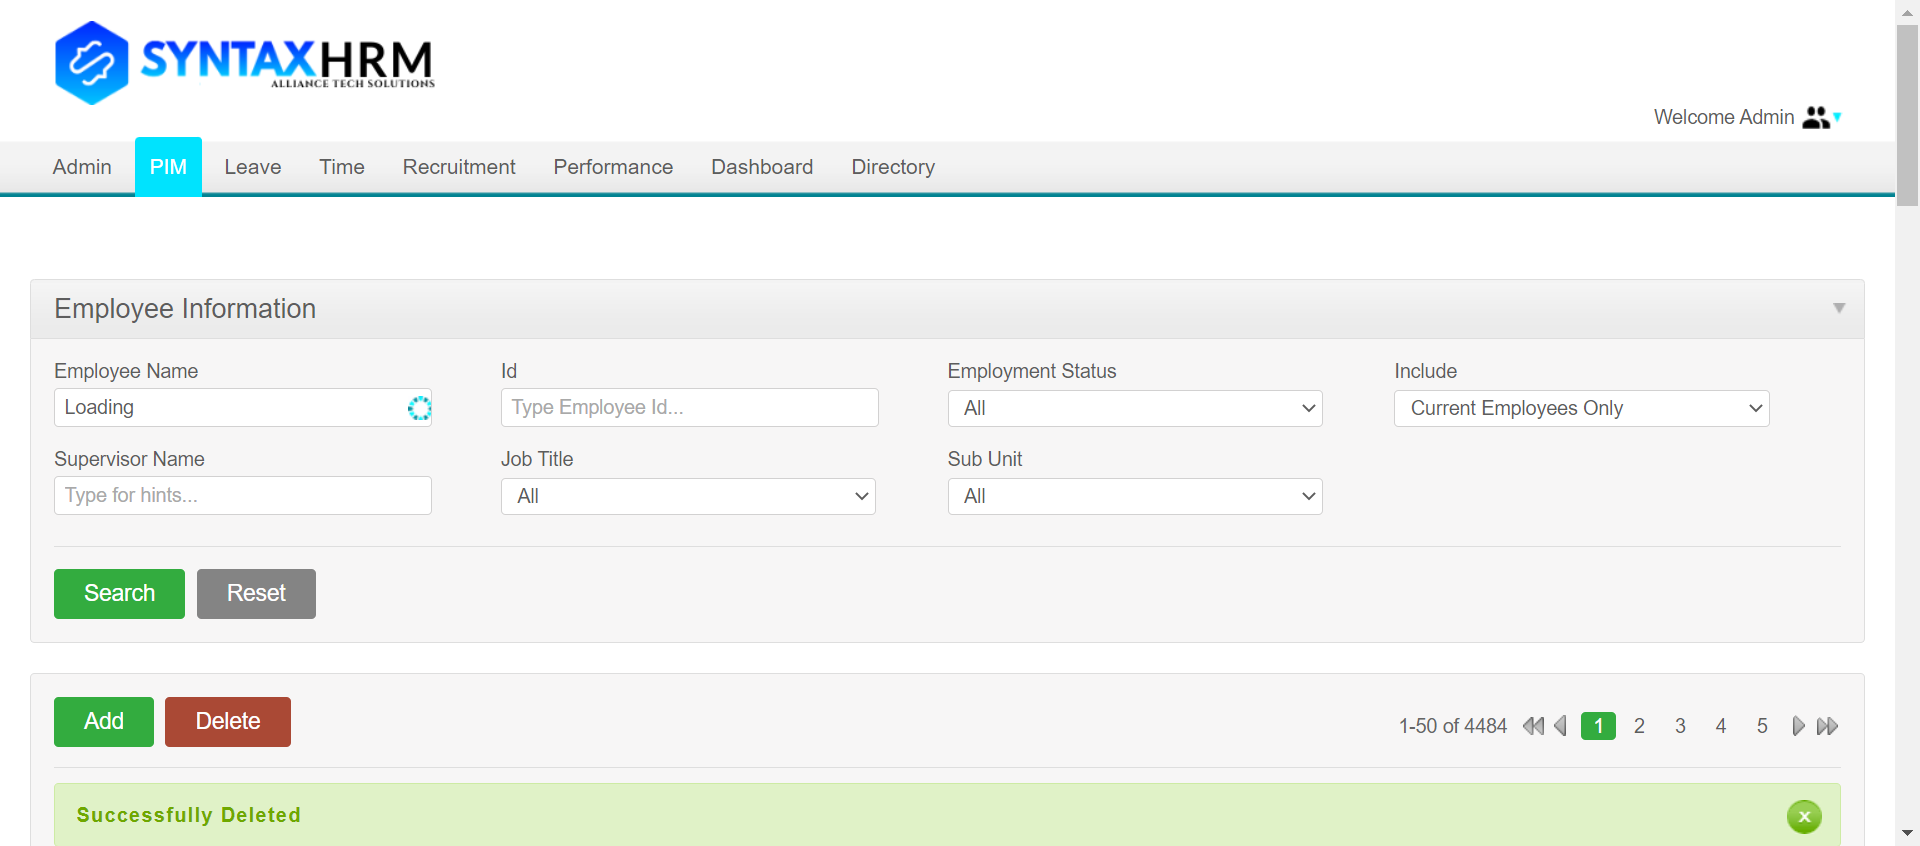 SYNTAXHRM
ALLIANCE TECH SOLUTIONS
Welcome Admin
Admin PIM Leave Time Recruitment Performance Dashboard Directory
Employee Information
Employee Name Id Employment Status Include
Loading Type Employee Id... All Current Employees Only
Supervisor Name Job Title Sub Unit
Type for hints... All All
Search Reset
Add Delete 1-50 of 4484 1 2 3 4 5
Successfully Deleted x